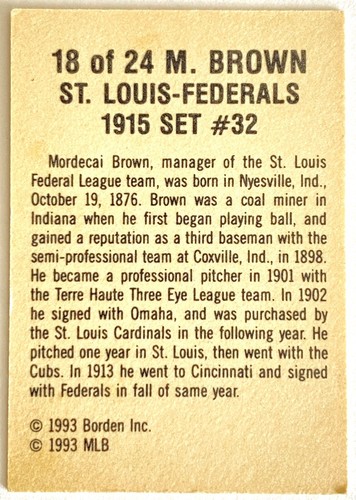 18 of 24 M. BROWN
ST. LOUIS-FEDERALS
1915 SET #32
Mordecai Brown, manager of the St. Louis
Federal League team, was born in Nyesville, Ind.,
October 19, 1876. Brown was a coal miner in
Indiana when he first began playing ball, and
gained a reputation as a third baseman with the
semi-professional team at Coxville, Ind., in 1898.
He became a professional pitcher in 1901 with
the Terre Haute Three Eye League team. In 1902
he signed with Omaha, and was purchased by
the St. Louis Cardinals in the following year. He
pitched one year in St. Louis, then went with the
Cubs. In 1913 he went to Cincinnati and signed
with Federals in fall of same year.
© 1993 Borden Inc.
© 1993 MLB